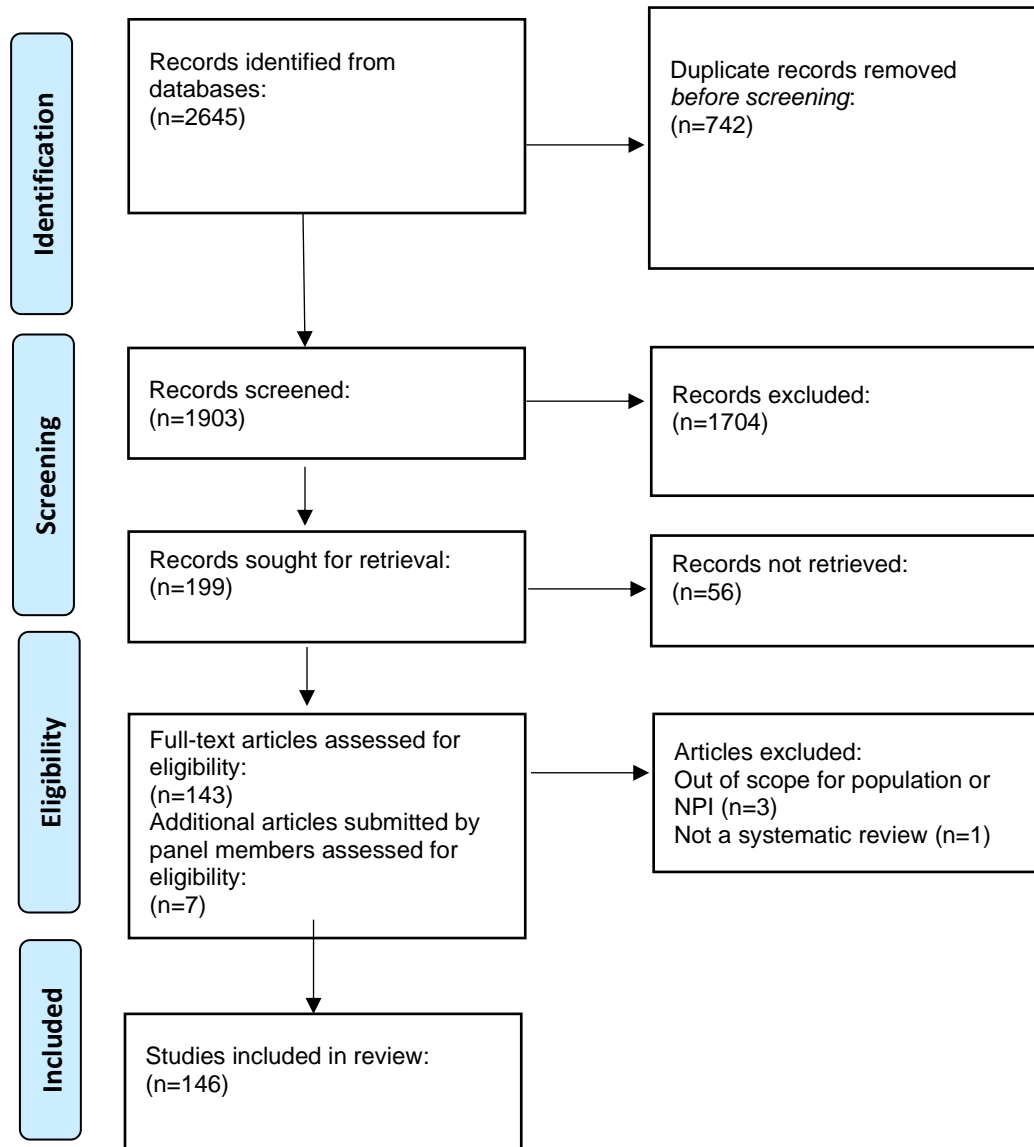 Identification
Records identified from
databases:
(n=2645)
Duplicate records removed
before screening:
(n=742)
Screening
Records screened:
(n=1903)
Records excluded:
(n=1704)
Records sought for retrieval:
(n=199)
Records not retrieved:
(n=56)
Eligibility
Full-text articles assessed for
eligibility:
(n=143)
Additional articles submitted by
panel members assessed for
eligibility:
(n=7)
Articles excluded:
Out of scope for population or
NPI (n=3)
Not a systematic review (n=1)
Included
Studies included in review:
(n=146)